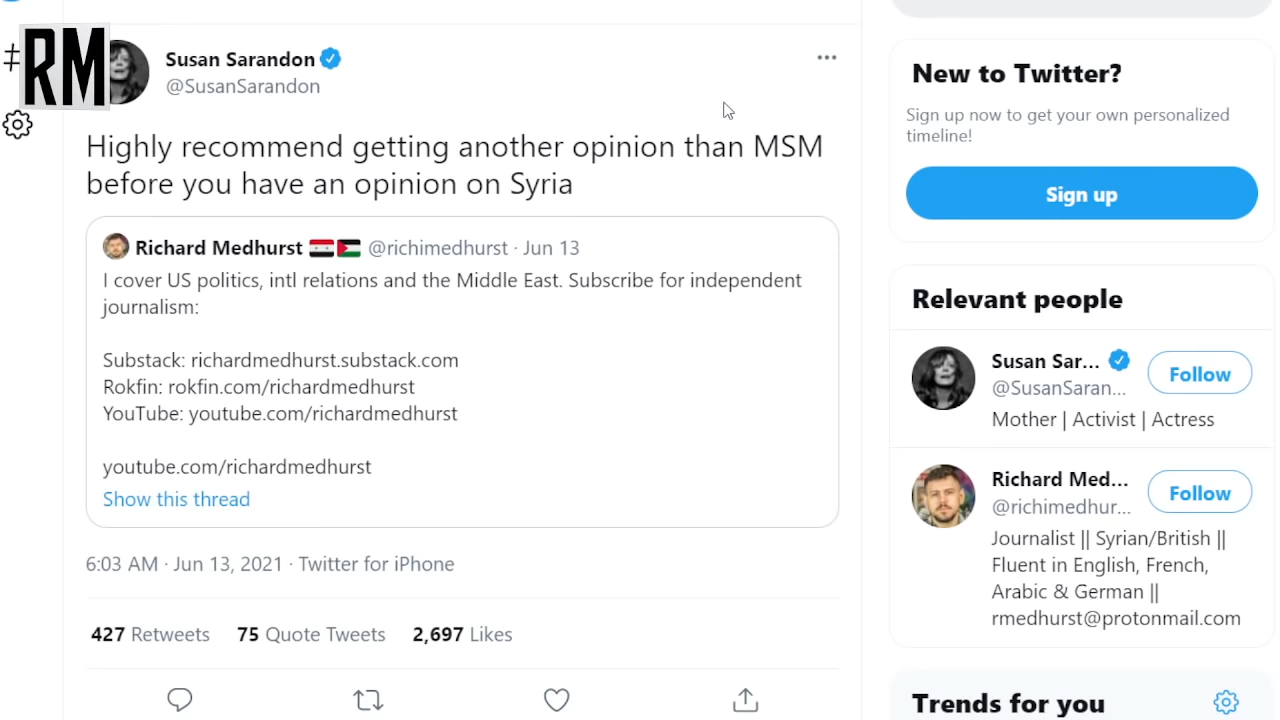 RM
#
Susan Sarandon
@SusanSarandon
Highly recommend getting another opinion than MSM
before you have an opinion on Syria
Richard Medhurst 🇸🇾🇵🇸 @richimedhurst · Jun 13
I cover US politics, intl relations and the Middle East. Subscribe for independent
journalism:
Substack: richardmedhurst.substack.com
Rokfin: rokfin.com/richardmedhurst
YouTube: youtube.com/richardmedhurst
youtube.com/richardmedhurst
Show this thread
6:03 AM · Jun 13, 2021 · Twitter for iPhone
427 Retweets 75 Quote Tweets 2,697 Likes
New to Twitter?
Sign up now to get your own personalized
timeline!
Sign up
Relevant people
Susan Sar...
Follow
@SusanSaran...
Mother | Activist | Actress
Richard Med...
Follow
@richimedhur...
Journalist || Syrian/British ||
Fluent in English, French,
Arabic & German ||
rmedhurst@protonmail.com
Trends for you